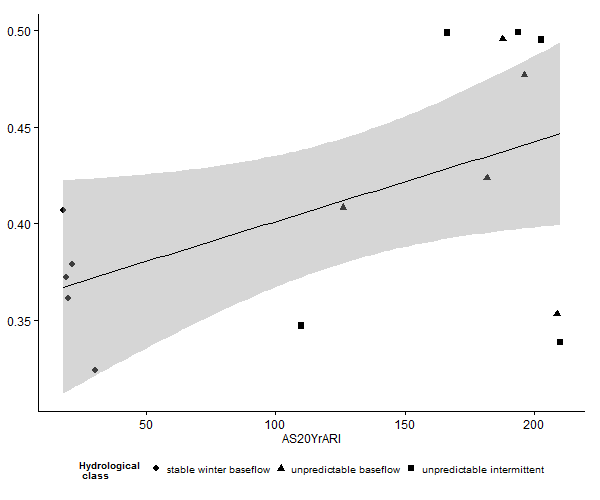 0.50
0.45
0.40
0.35
50 100 150 200
AS20YrARI
Hydrological
class
stable winter baseflow unpredictable baseflow unpredictable intermittent